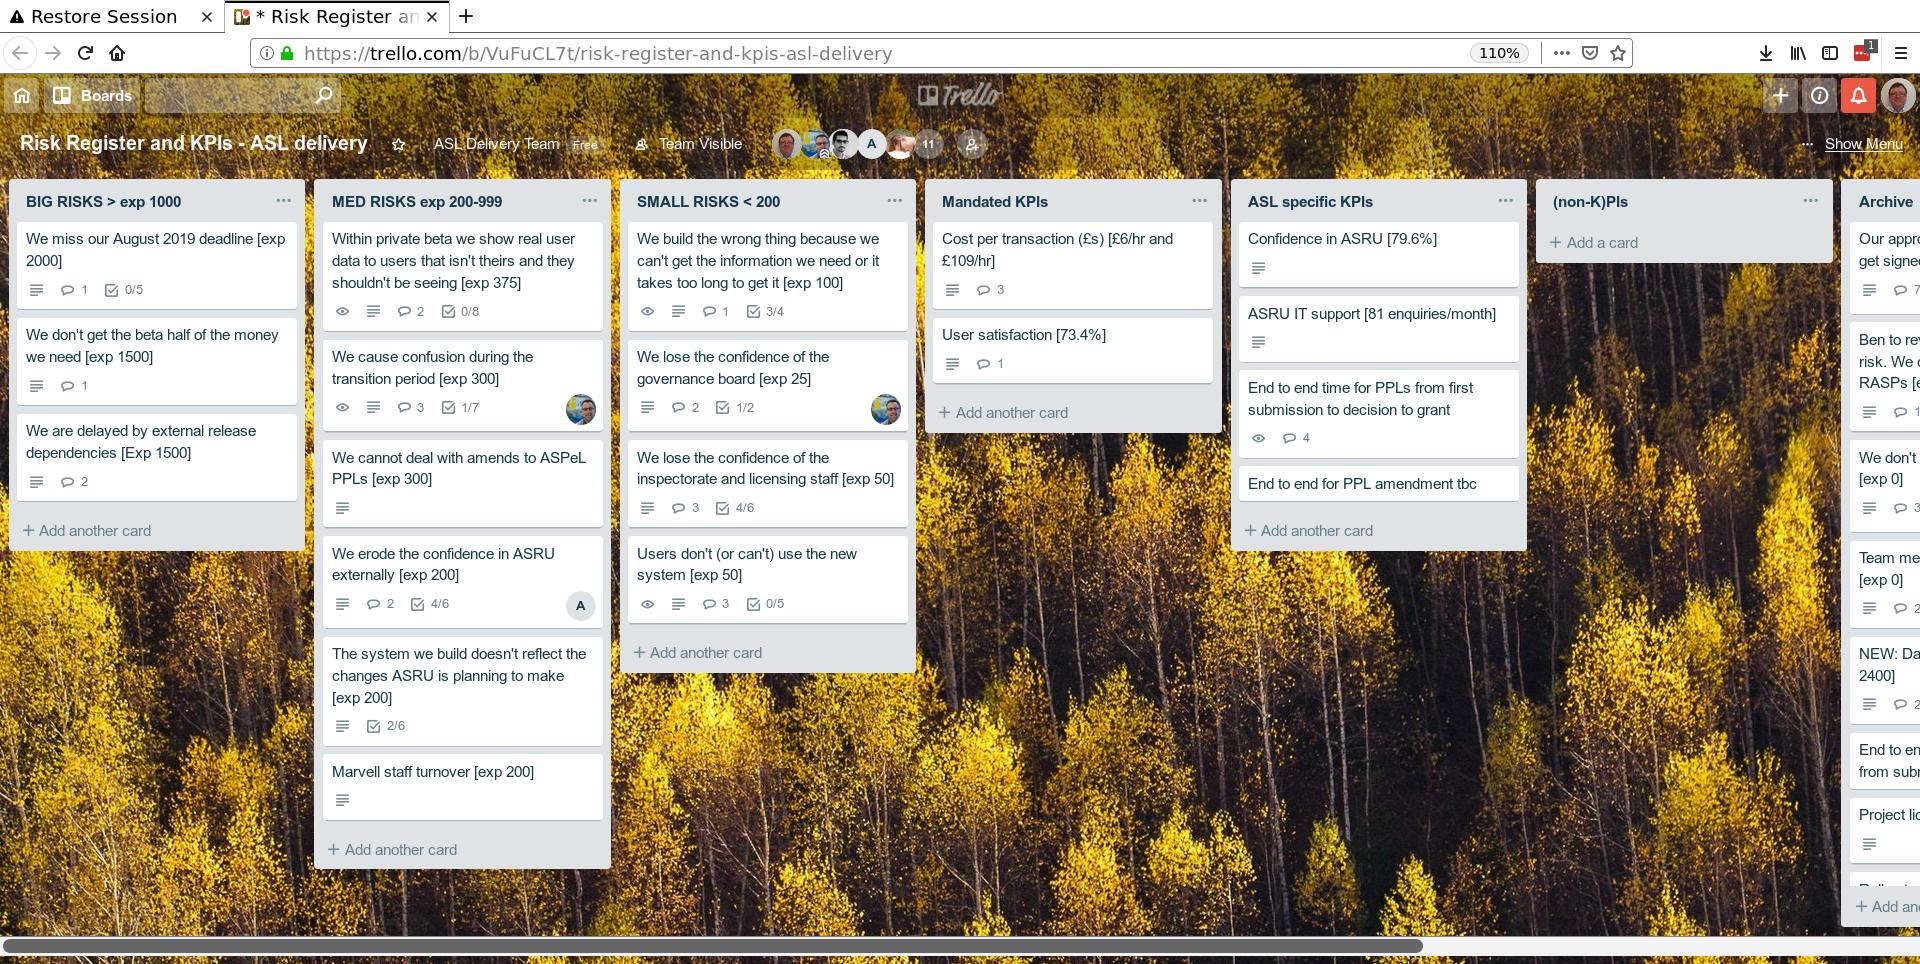 Restore Session
* Risk Register an
https://trello.com/b/VuFuCL7t/risk-register-and-kpis-asl-delivery
110%
1
Boards
Trello
Risk Register and KPIs - ASL delivery
ASL Delivery Team
Free
Team Visible
A
11
Show Menu
BIG RISKS > exp 1000
We miss our August 2019 deadline [exp
2000]
1
0/5
We don't get the beta half of the money
we need [exp 1500]
1
We are delayed by external release
dependencies [Exp 1500]
2
+ Add another card
MED RISKS exp 200-999
Within private beta we show real user
data to users that isn't theirs and they
shouldn't be seeing [exp 375]
2
0/8
We cause confusion during the
transition period [exp 300]
3
1/7
We cannot deal with amends to ASPeL
PPLs [exp 300]
We erode the confidence in ASRU
externally [exp 200]
2
4/6
A
The system we build doesn't reflect the
changes ASRU is planning to make
[exp 200]
2/6
Marvell staff turnover [exp 200]
+ Add another card
SMALL RISKS < 200
We build the wrong thing because we
can't get the information we need or it
takes too long to get it [exp 100]
1
3/4
We lose the confidence of the
governance board [exp 25]
2
1/2
We lose the confidence of the
inspectorate and licensing staff [exp 50]
3
4/6
Users don't (or can't) use the new
system [exp 50]
3
0/5
+ Add another card
Mandated KPIs
Cost per transaction (£s) [£6/hr and
£109/hr]
3
User satisfaction [73.4%]
1
+ Add another card
ASL specific KPIs
Confidence in ASRU [79.6%]
ASRU IT support [81 enquiries/month]
End to end time for PPLs from first
submission to decision to grant
4
End to end for PPL amendment tbc
+ Add another card
(non-K)PIs
+ Add a card
Archive
Our appro
get signe
7
Ben to re
risk. We c
RASPs [e
1
We don't
[exp 0]
3
Team me
[exp 0]
2
NEW: Da
2400]
2
End to en
from subr
Project lic
+ Add an